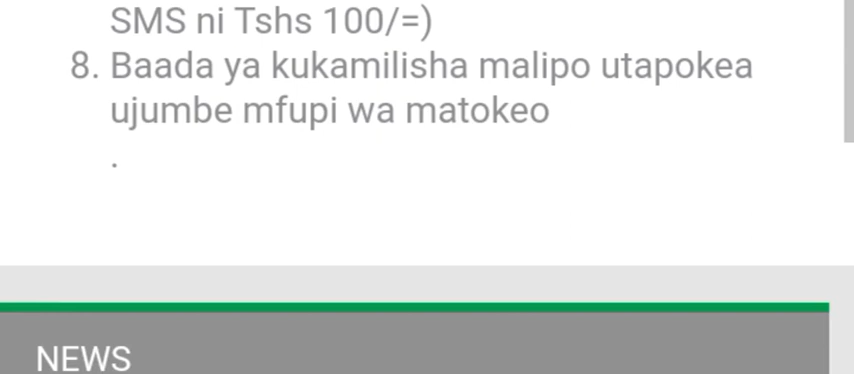 SMS ni Tshs 100/=)
8. Baada ya kukamilisha malipo utapokea
ujumbe mfupi wa matokeo
.
NEWS